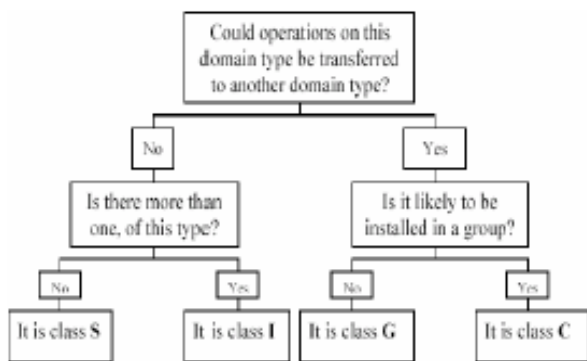 Could operations on this
domain type be transferred
to another domain type?
No
Yes
Is there more than
one, of this type?
Is it likely to be
installed in a group?
No
Yes
No
Yes
It is class S
It is class I
It is class G
It is class C